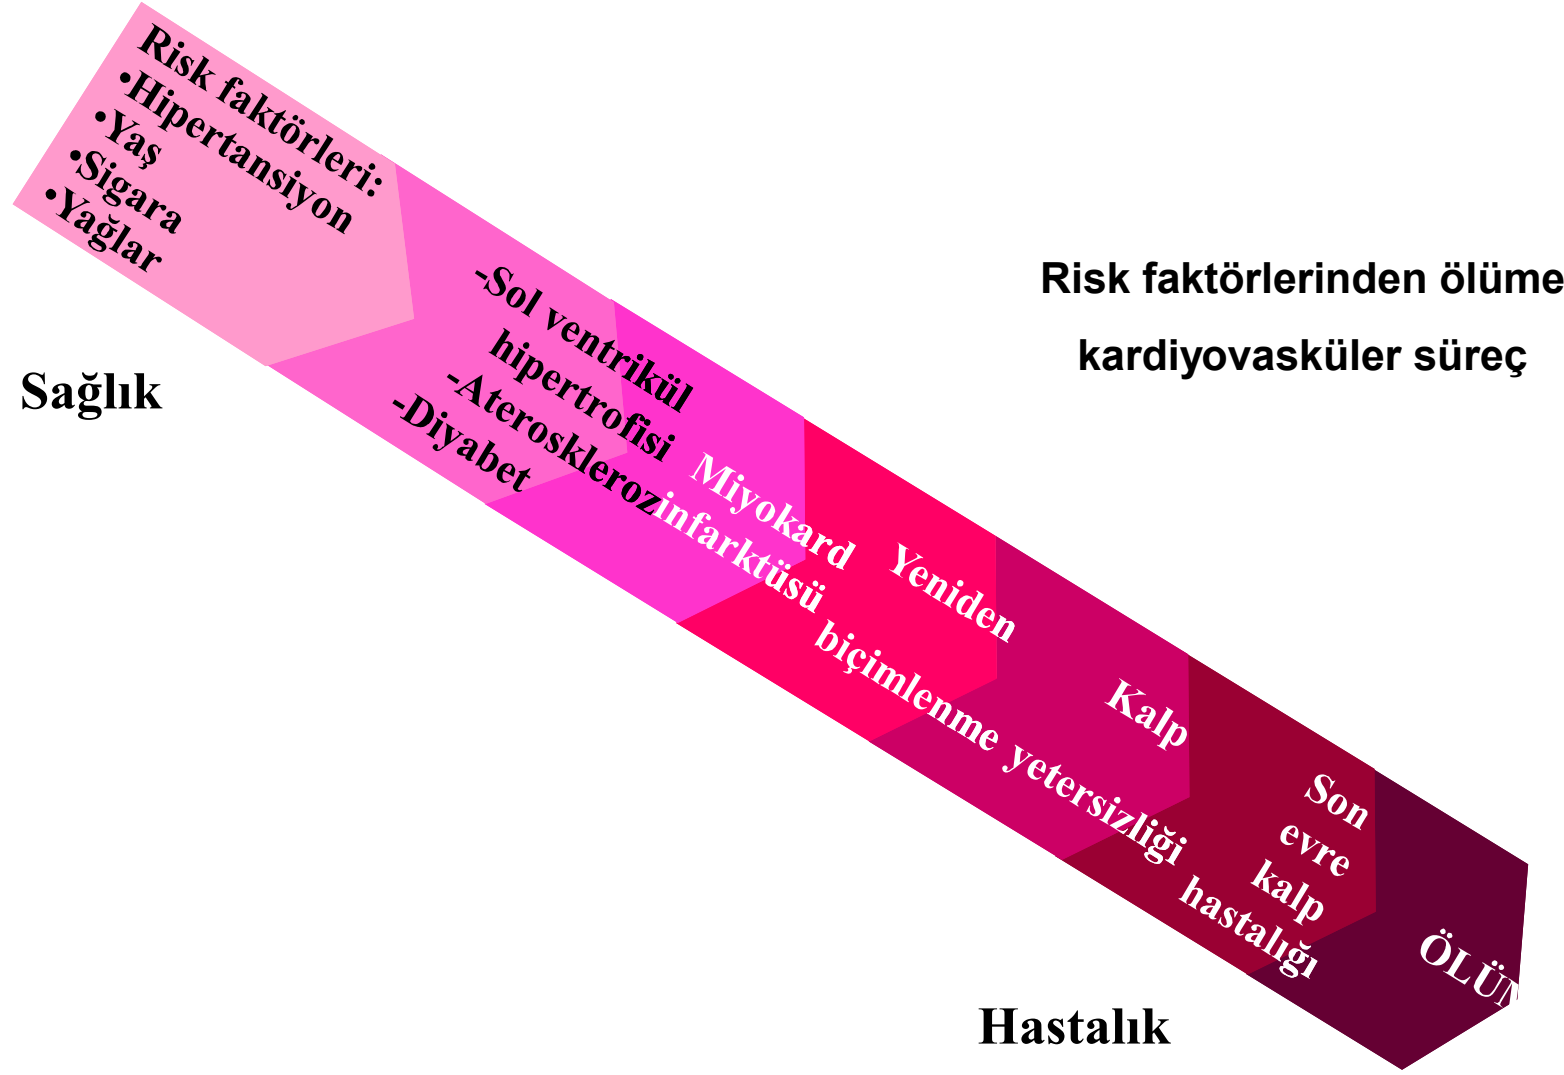 Risk faktörleri:
•Hipertansiyon
•Yaş
•Sigara
•Yağlar
Sağlık
Risk faktörlerinden ölüme
kardiyovasküler süreç
-Sol ventrikül
hipertrofisi
-Ateroskleroz
-Diyabet
Miyokard
infarktüsü
Yeniden
biçimlenme
Kalp
yetersizliği
Son
evre
kalp
hastalığı
ÖLÜM
Hastalık